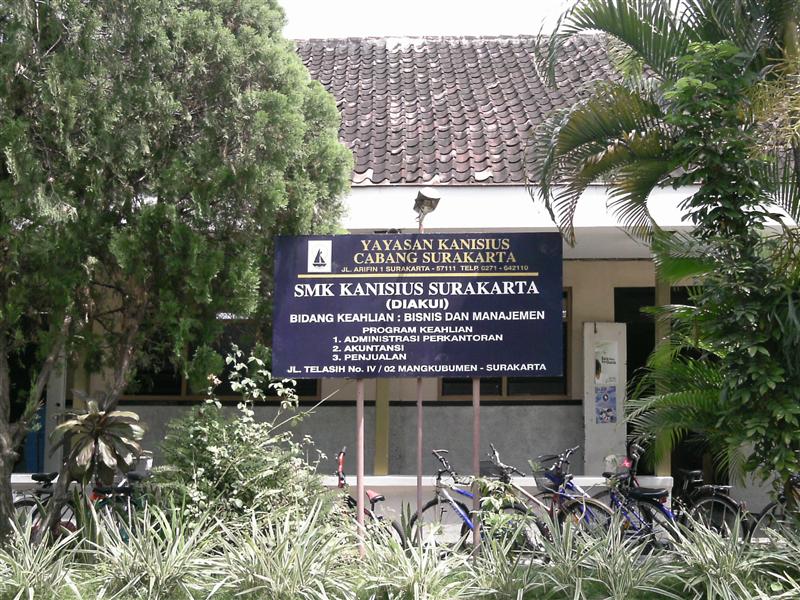 YAYASAN KANISIUS
CABANG SURAKARTA
JL. ARIFIN 1 SURAKARTA - 57111 TELP. 0271 - 642110
SMK KANISIUS SURAKARTA
(DIAKUI)
BIDANG KEAHLIAN : BISNIS DAN MANAJEMEN
PROGRAM KEAHLIAN
1. ADMINISTRASI PERKANTORAN
2. AKUNTANSI
3. PENJUALAN
JL. TELASIH No. IV / 02 MANGKUBUMEN - SURAKARTA